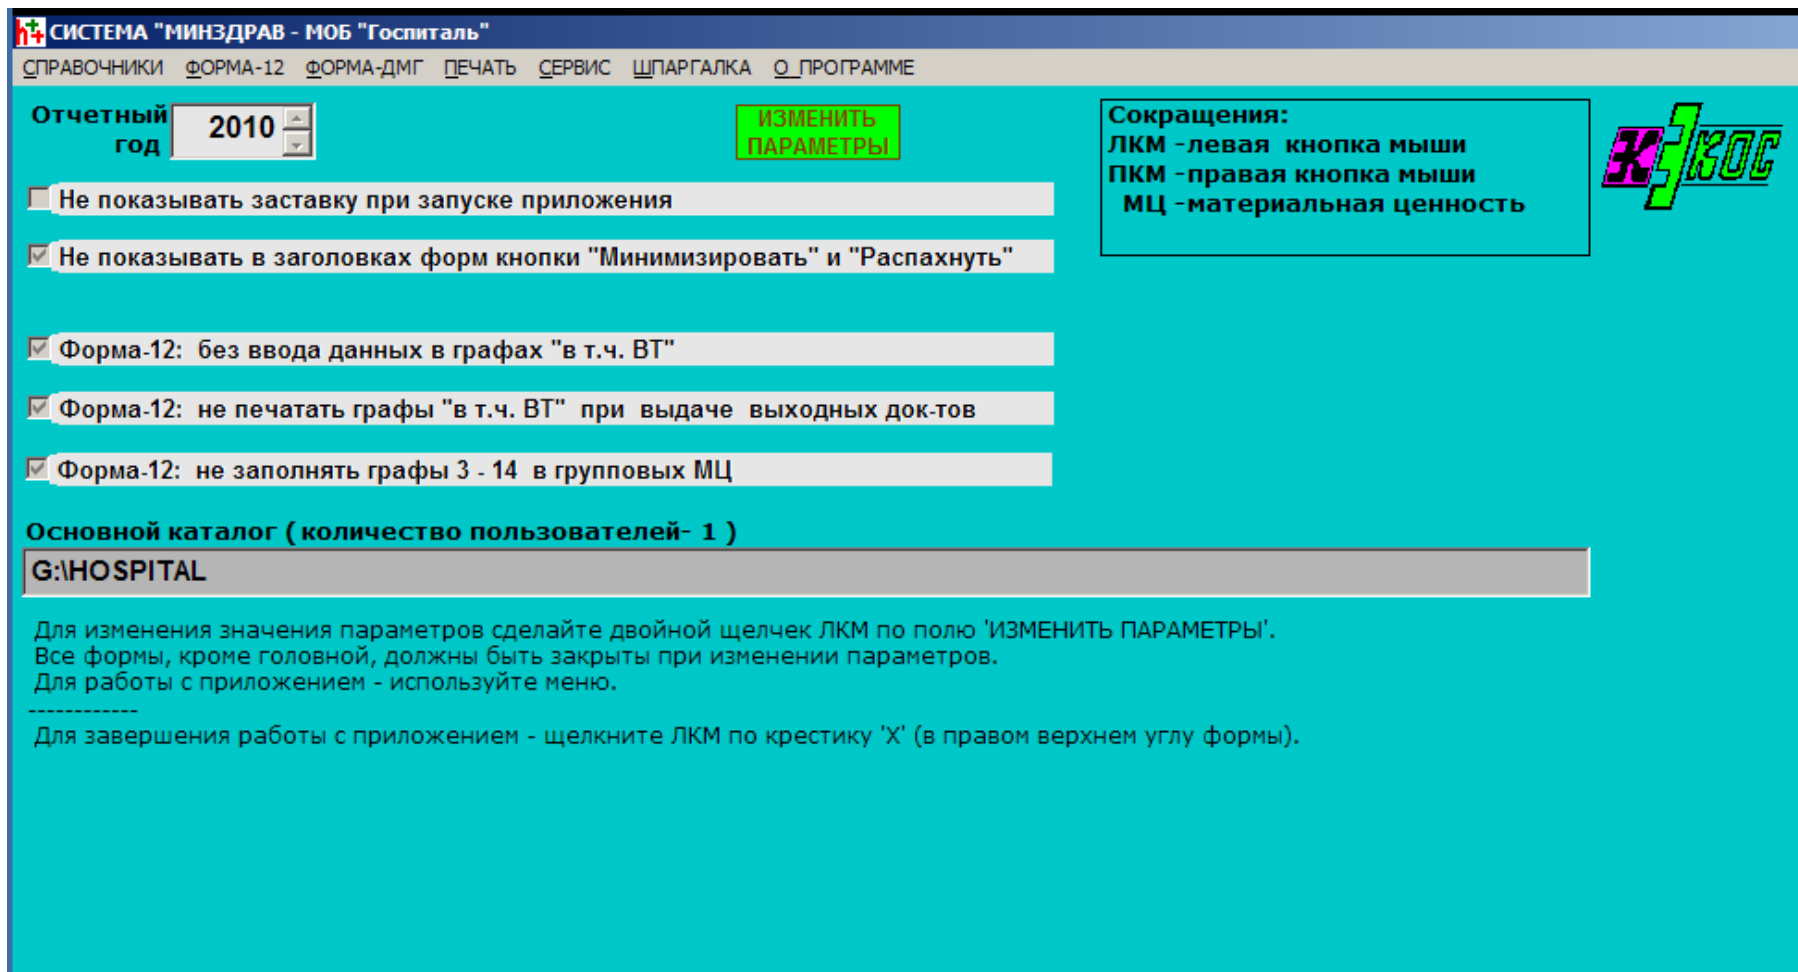 СИСТЕМА "МИНЗДРАВ - МОБ "Госпиталь"
СПРАВОЧНИКИ ФОРМА-12 ФОРМА-ДМГ ПЕЧАТЬ СЕРВИС ШПАРГАЛКА О_ПРОГРАММЕ
Отчетный
год
2010
ИЗМЕНИТЬ
ПАРАМЕТРЫ
Сокращения:
ЛКМ -левая кнопка мыши
ПКМ -правая кнопка мыши
МЦ -материальная ценность
КОС
Не показывать заставку при запуске приложения
Не показывать в заголовках форм кнопки "Минимизировать" и "Распахнуть"
Форма-12: без ввода данных в графах "в т.ч. ВТ"
Форма-12: не печатать графы "в т.ч. ВТ" при выдаче выходных док-тов
Форма-12: не заполнять графы 3 - 14 в групповых МЦ
Основной каталог ( количество пользователей- 1 )
G:\HOSPITAL
Для изменения значения параметров сделайте двойной щелчек ЛКМ по полю 'ИЗМЕНИТЬ ПАРАМЕТРЫ'.
Все формы, кроме головной, должны быть закрыты при изменении параметров.
Для работы с приложением - используйте меню.
------------
Для завершения работы с приложением - щелкните ЛКМ по крестику 'X' (в правом верхнем углу формы).